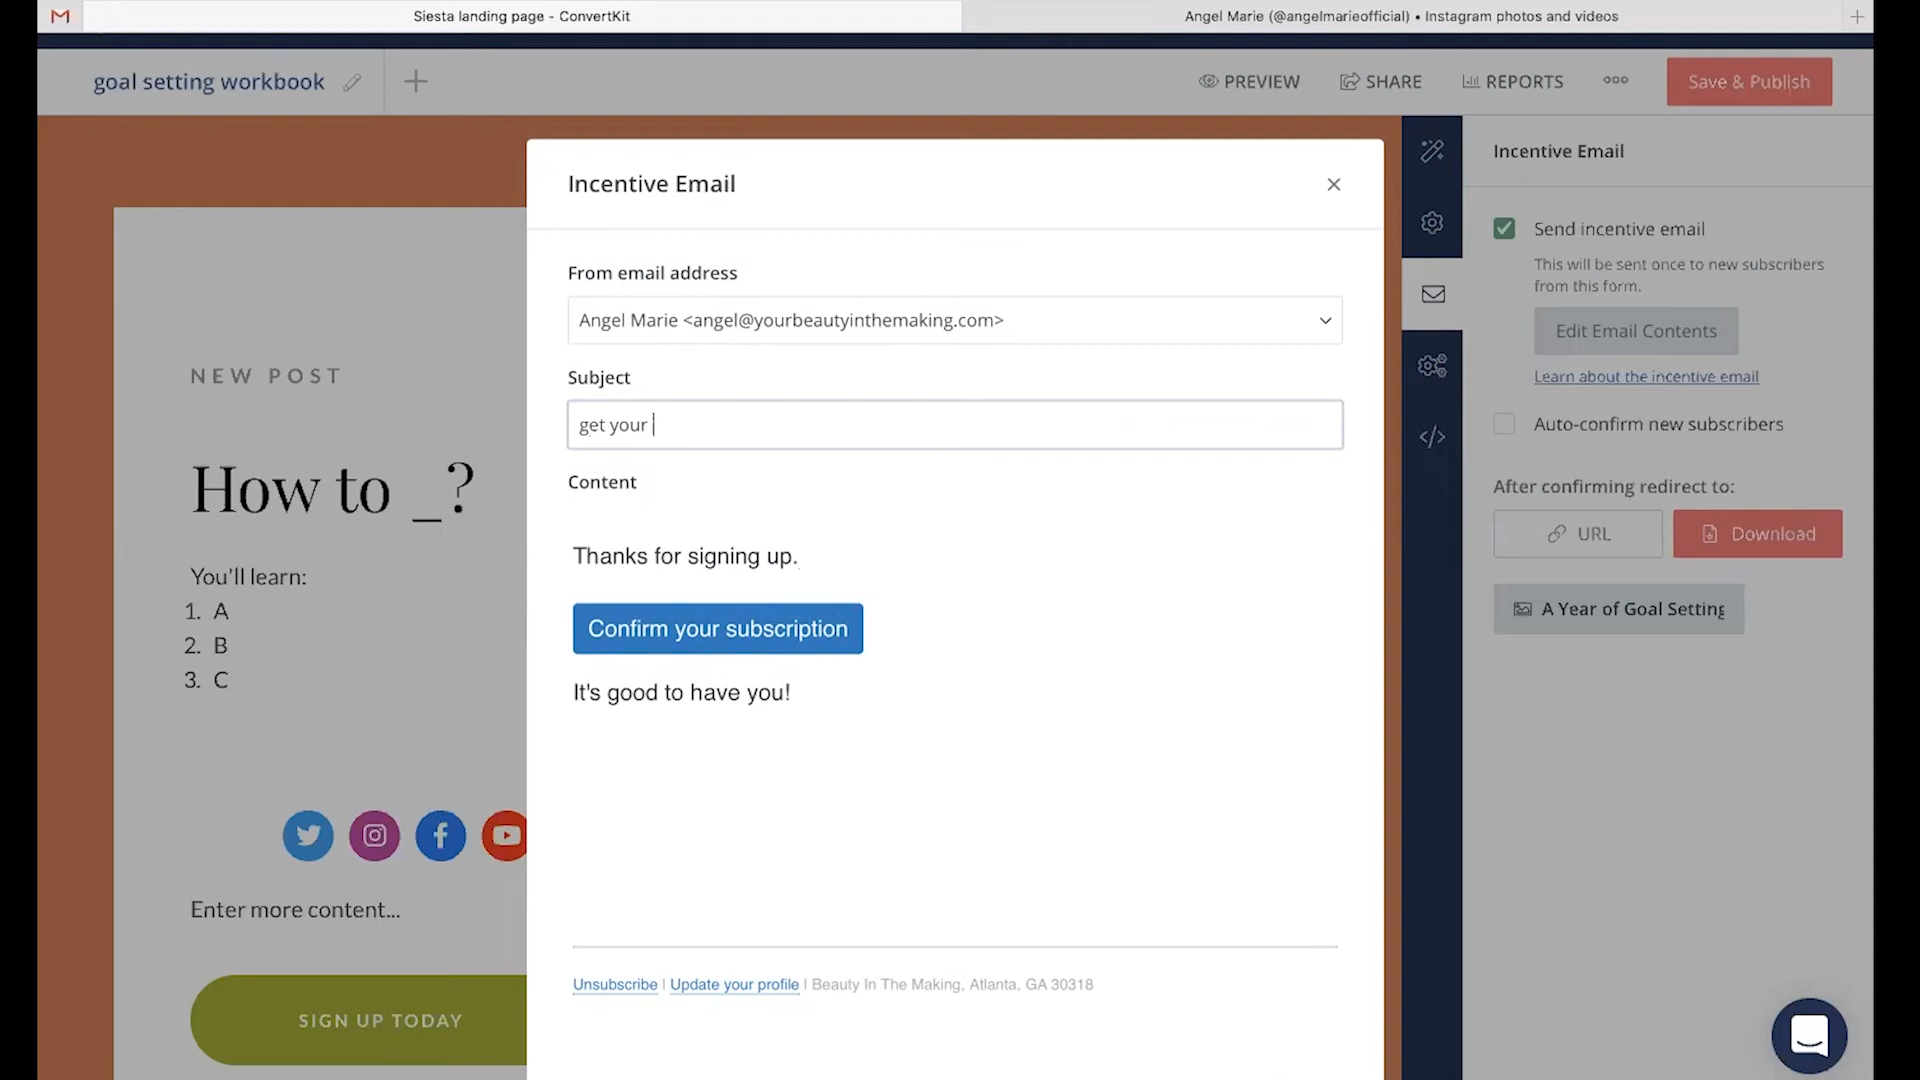 Siesta landing page - ConvertKit
Angel Marie (@angelmarieofficial) • Instagram photos and videos
goal setting workbook
PREVIEW
SHARE
REPORTS
Save & Publish
Incentive Email
From email address
Angel Marie <angel@yourbeautyinthemaking.com>
Subject
get your
Content
Thanks for signing up.
Confirm your subscription
It's good to have you!
Unsubscribe | Update your profile | Beauty In The Making, Atlanta, GA 30318
NEW POST
How to _?
You'll learn:
1. A
2. B
3. C
Enter more content...
SIGN UP TODAY
Incentive Email
Send incentive email
This will be sent once to new subscribers
from this form.
Edit Email Contents
Learn about the incentive email
Auto-confirm new subscribers
After confirming redirect to:
URL
Download
A Year of Goal Setting